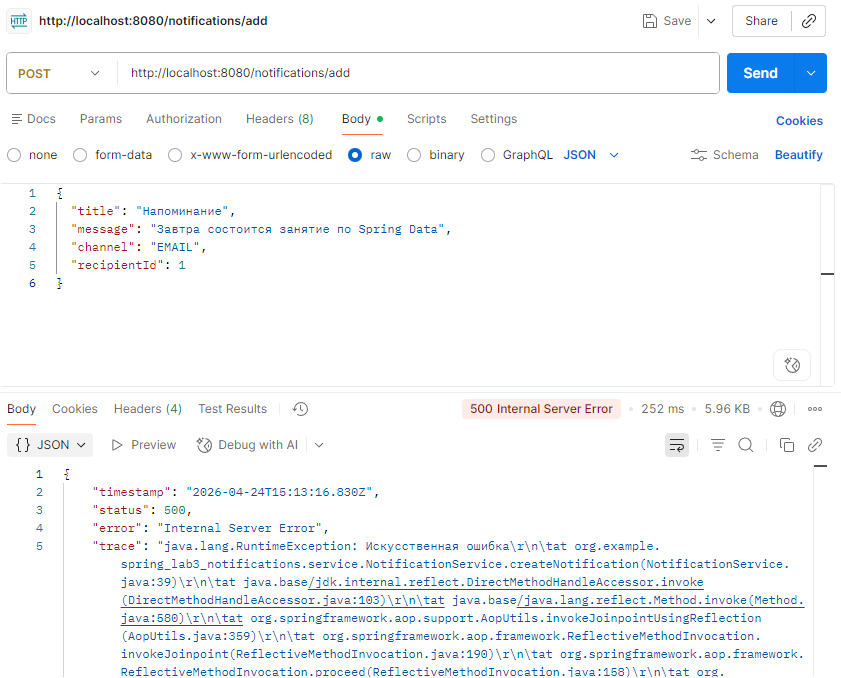 HTTP http://localhost:8080/notifications/add Save Share
POST http://localhost:8080/notifications/add Send
Docs Params Authorization Headers (8) Body Scripts Settings Cookies
none form-data x-www-form-urlencoded raw binary GraphQL JSON Schema Beautify
1 {
2 "title": "Напоминание",
3 "message": "Завтра состоится занятие по Spring Data",
4 "channel": "EMAIL",
5 "recipientId": 1
6 }
Body Cookies Headers (4) Test Results 500 Internal Server Error • 252 ms • 5.96 KB •
{} JSON Preview Debug with AI
1 {
2 "timestamp": "2026-04-24T15:13:16.830Z",
3 "status": 500,
4 "error": "Internal Server Error",
5 "trace": "java.lang.RuntimeException: Искусственная ошибка\r\n\tat org.example.
spring_lab3_notifications.service.NotificationService.createNotification(NotificationService.
java:39)\r\n\tat java.base/jdk.internal.reflect.DirectMethodHandleAccessor.invoke
(DirectMethodHandleAccessor.java:103)\r\n\tat java.base/java.lang.reflect.Method.invoke(Method.
java:580)\r\n\tat org.springframework.aop.support.AopUtils.invokeJoinpointUsingReflection
(AopUtils.java:359)\r\n\tat org.springframework.aop.framework.ReflectiveMethodInvocation.
invokeJoinpoint(ReflectiveMethodInvocation.java:190)\r\n\tat org.springframework.aop.framework.
ReflectiveMethodInvocation.proceed(ReflectiveMethodInvocation.java:158)\r\n\tat org.